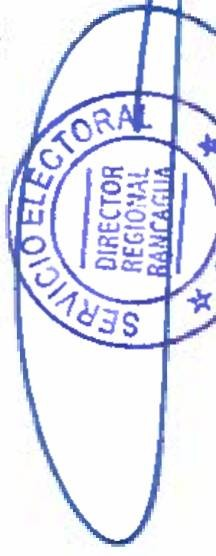 SERVICIO ELECTORAL
DIRECTOR
REGIONAL
RANCAGUA